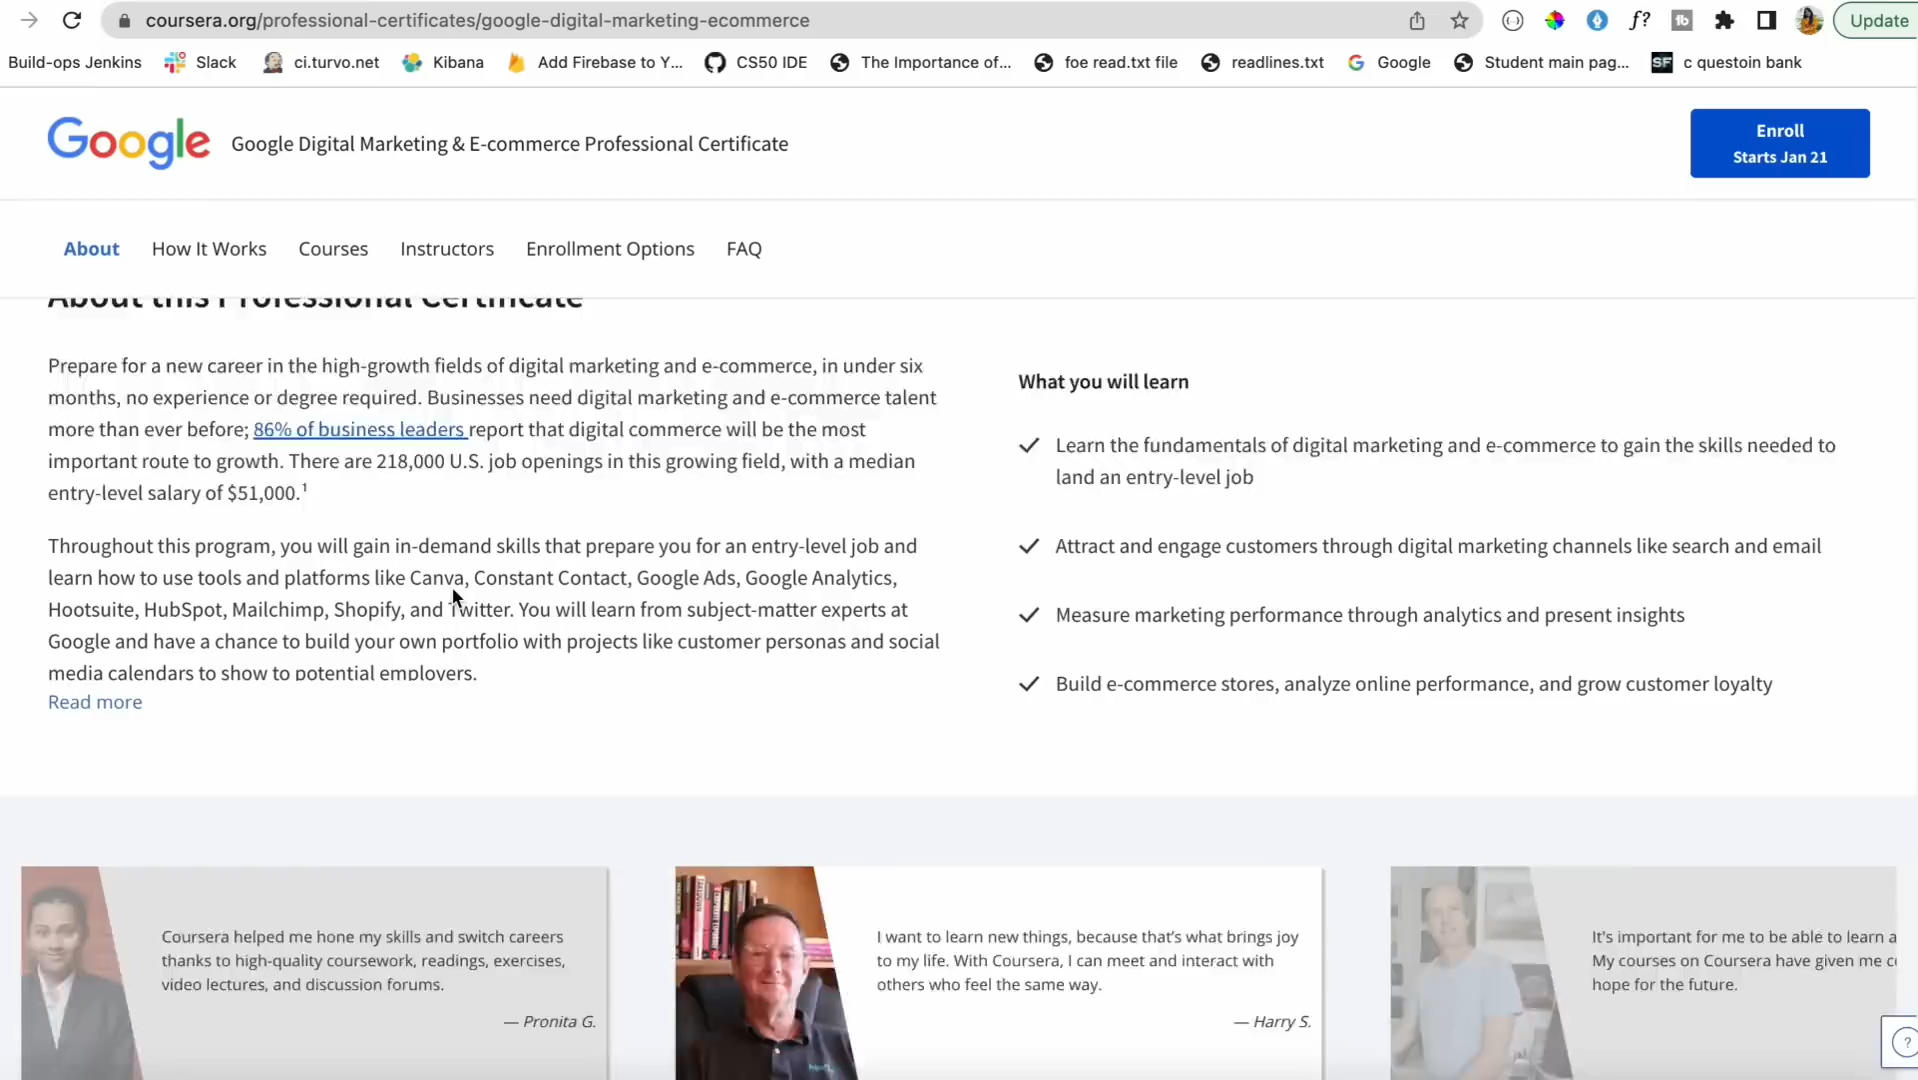 coursera.org/professional-certificates/google-digital-marketing-ecommerce
Update
Build-ops Jenkins Slack ci.turvo.net Kibana Add Firebase to Y... CS50 IDE The Importance of... foe read.txt file readlines.txt Google Student main pag... SF c questoin bank
Google Google Digital Marketing & E-commerce Professional Certificate
Enroll
Starts Jan 21
About How It Works Courses Instructors Enrollment Options FAQ
About this Professional Certificate
Prepare for a new career in the high-growth fields of digital marketing and e-commerce, in under six
months, no experience or degree required. Businesses need digital marketing and e-commerce talent
more than ever before; 86% of business leaders report that digital commerce will be the most
important route to growth. There are 218,000 U.S. job openings in this growing field, with a median
entry-level salary of $51,000.¹
Throughout this program, you will gain in-demand skills that prepare you for an entry-level job and
learn how to use tools and platforms like Canva, Constant Contact, Google Ads, Google Analytics,
Hootsuite, HubSpot, Mailchimp, Shopify, and Twitter. You will learn from subject-matter experts at
Google and have a chance to build your own portfolio with projects like customer personas and social
media calendars to show to potential employers.
Read more
What you will learn
Learn the fundamentals of digital marketing and e-commerce to gain the skills needed to
land an entry-level job
Attract and engage customers through digital marketing channels like search and email
Measure marketing performance through analytics and present insights
Build e-commerce stores, analyze online performance, and grow customer loyalty
Coursera helped me hone my skills and switch careers
thanks to high-quality coursework, readings, exercises,
video lectures, and discussion forums.
— Pronita G.
I want to learn new things, because that's what brings joy
to my life. With Coursera, I can meet and interact with
others who feel the same way.
— Harry S.
It's important for me to be able to learn a
My courses on Coursera have given me
hope for the future.